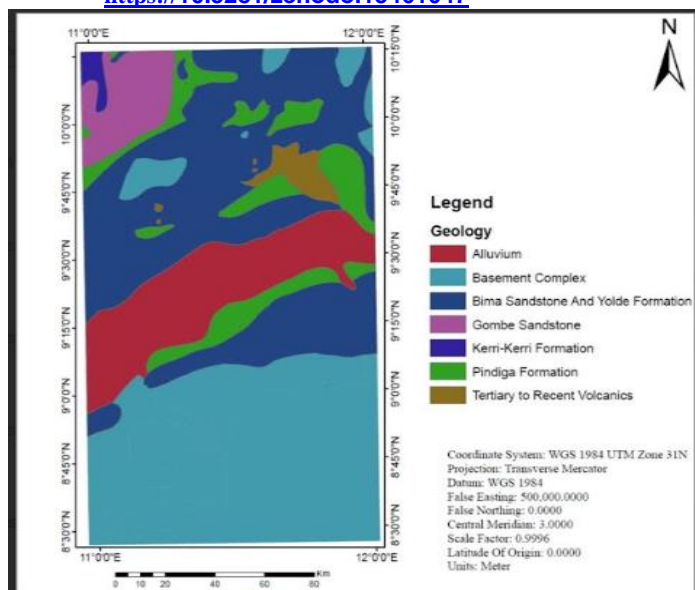 11°0'0"E
12°0'0"E
N
10°15'0"N
10°0'0"N
10°0'0"N
9°45'0"N
9°45'0"N
9°30'0"N
9°30'0"N
9°15'0"N
9°15'0"N
9°0'0"N
9°0'0"N
8°45'0"N
8°45'0"N
8°30'0"N
8°30'0"N
11°0'0"E
12°0'0"E
Legend
Geology
Alluvium
Basement Complex
Bima Sandstone And Yolde Formation
Gombe Sandstone
Kerri-Kerri Formation
Pindiga Formation
Tertiary to Recent Volcanics
Coordinate System: WGS 1984 UTM Zone 31N
Projection: Transverse Mercator
Datum: WGS 1984
False Easting: 500,000.0000
False Northing: 0.0000
Central Meridian: 3.0000
Scale Factor: 0.9996
Latitude Of Origin: 0.0000
Units: Meter
0 5 10 20 40 60 80 Km